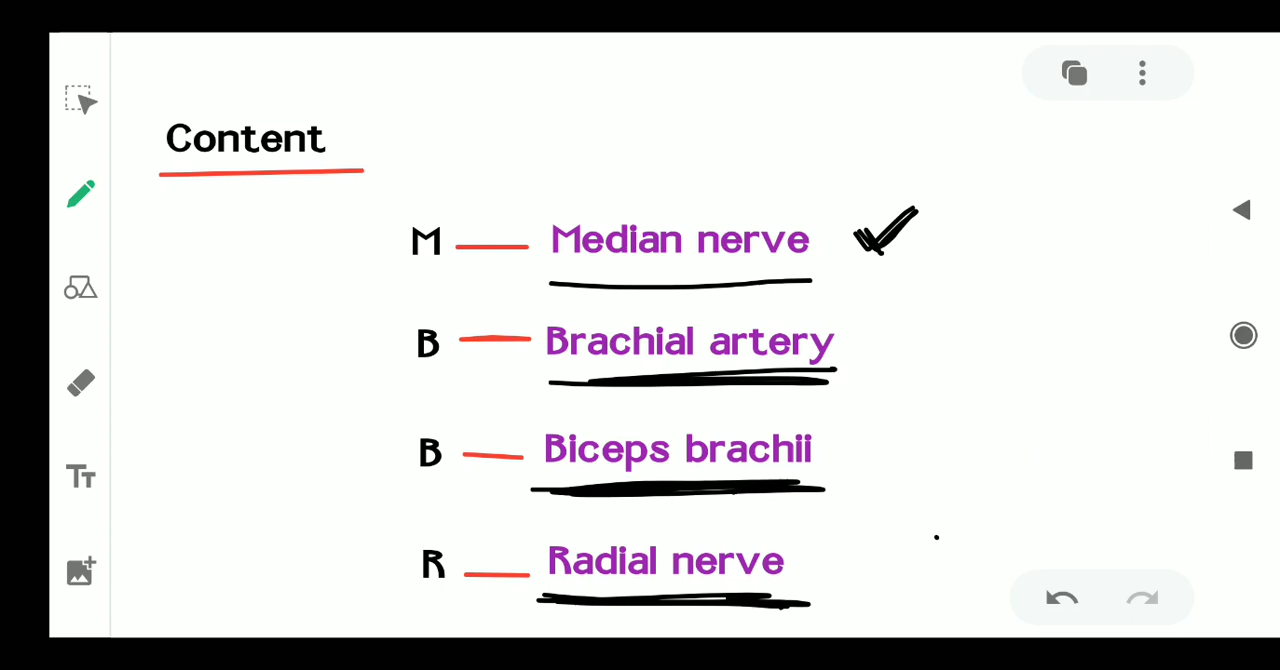 Content
M — Median nerve
B — Brachial artery
B — Biceps brachii
R — Radial nerve